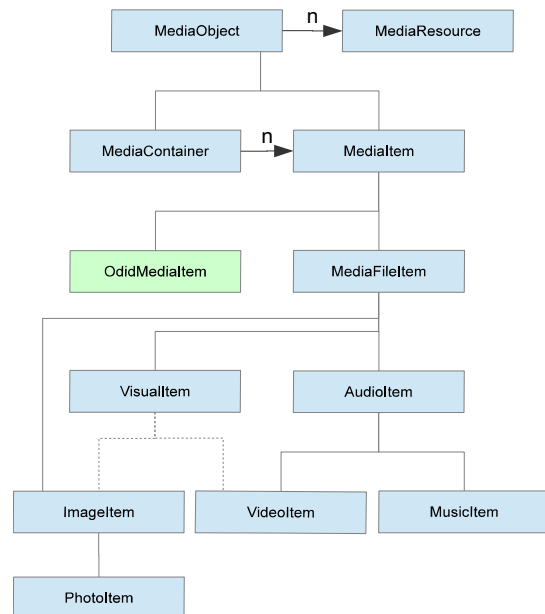 MediaObject
n
MediaResource
MediaContainer
n
MediaItem
OdidMediaItem
MediaFileItem
VisualItem
AudioItem
ImageItem
VideoItem
MusicItem
PhotoItem